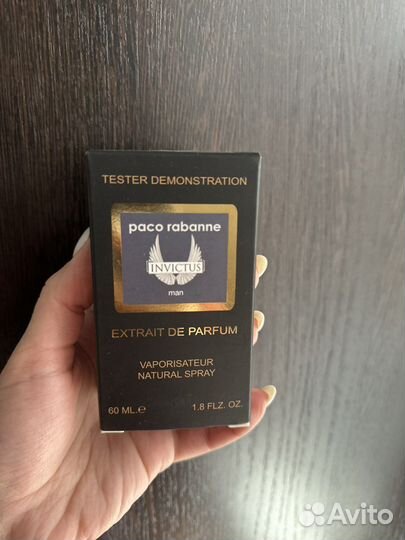 TESTER DEMONSTRATION
paco rabanne
INVICTUS
man
EXTRAIT DE PARFUM
VAPORISATEUR
NATURAL SPRAY
60 ML.e 1.8 FLZ. OZ.
Avito